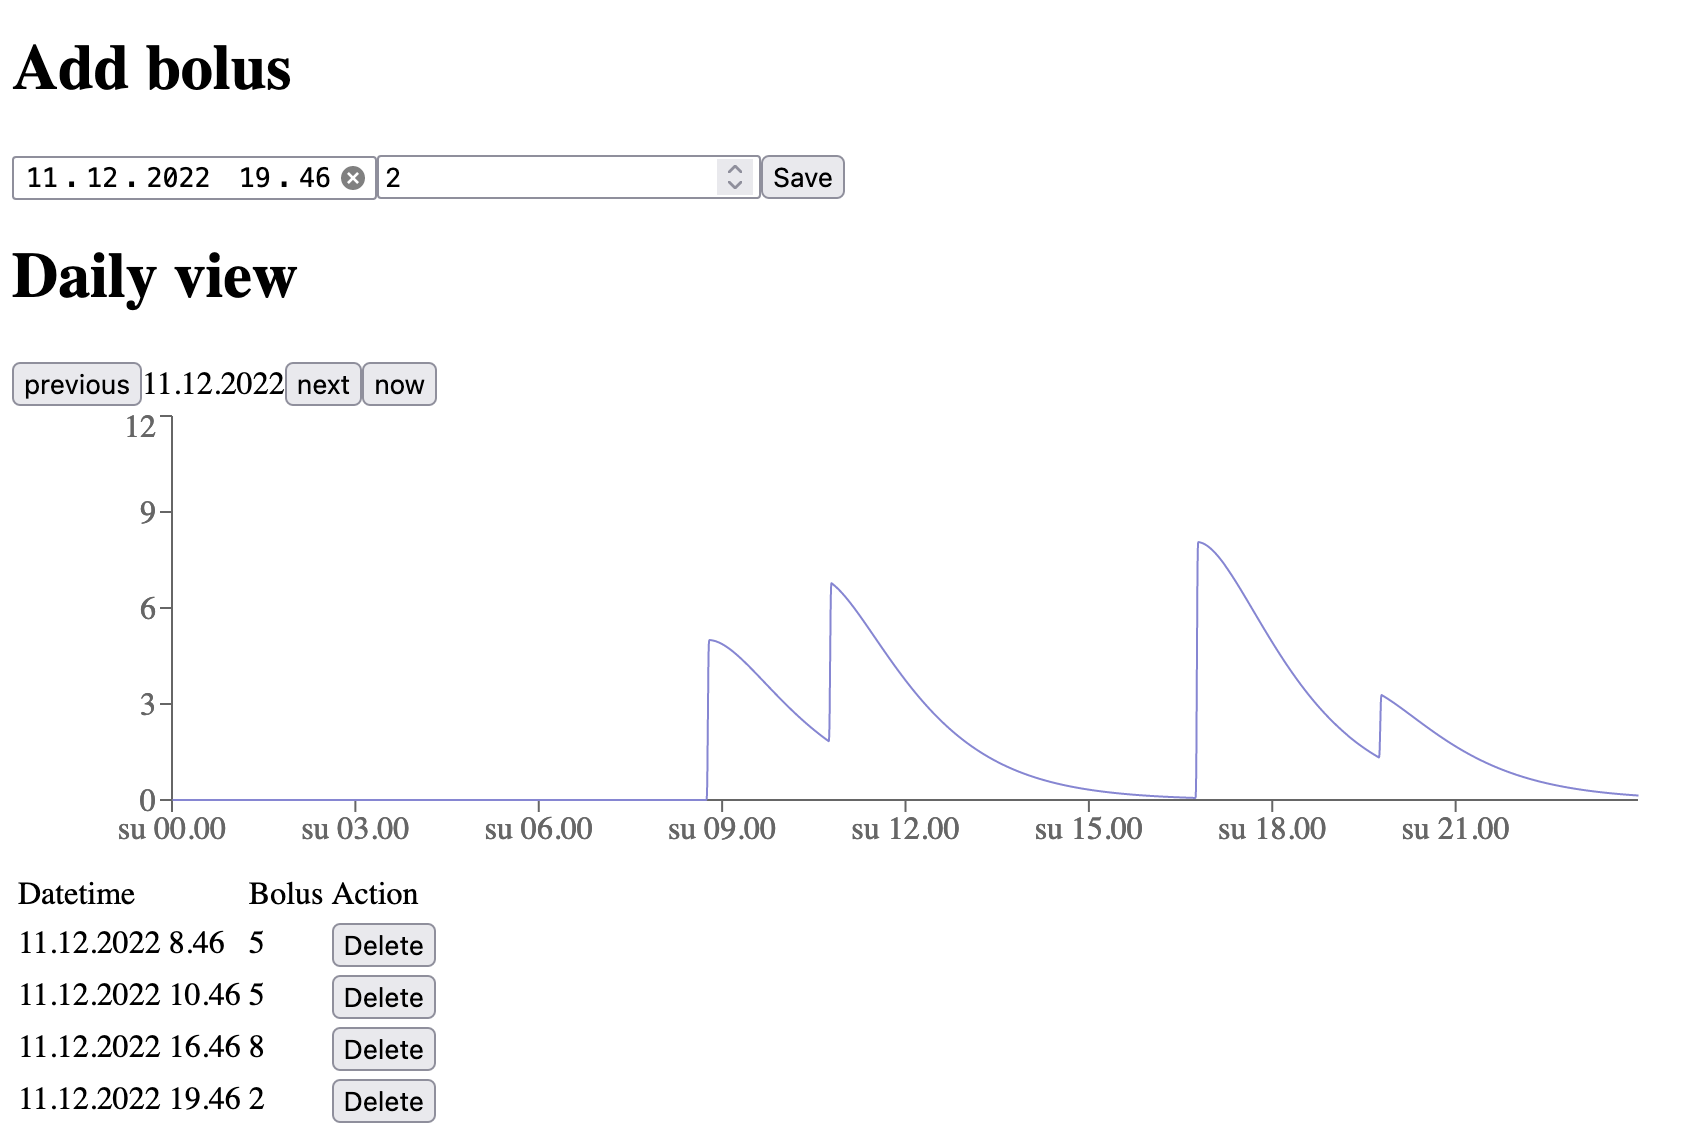 Add bolus
11.12.2022 19.46 2 Save
Daily view
previous 11.12.2022 next now
12
9
6
3
0
su 00.00 su 03.00 su 06.00 su 09.00 su 12.00 su 15.00 su 18.00 su 21.00
Datetime Bolus Action
11.12.2022 8.46 5 Delete
11.12.2022 10.46 5 Delete
11.12.2022 16.46 8 Delete
11.12.2022 19.46 2 Delete